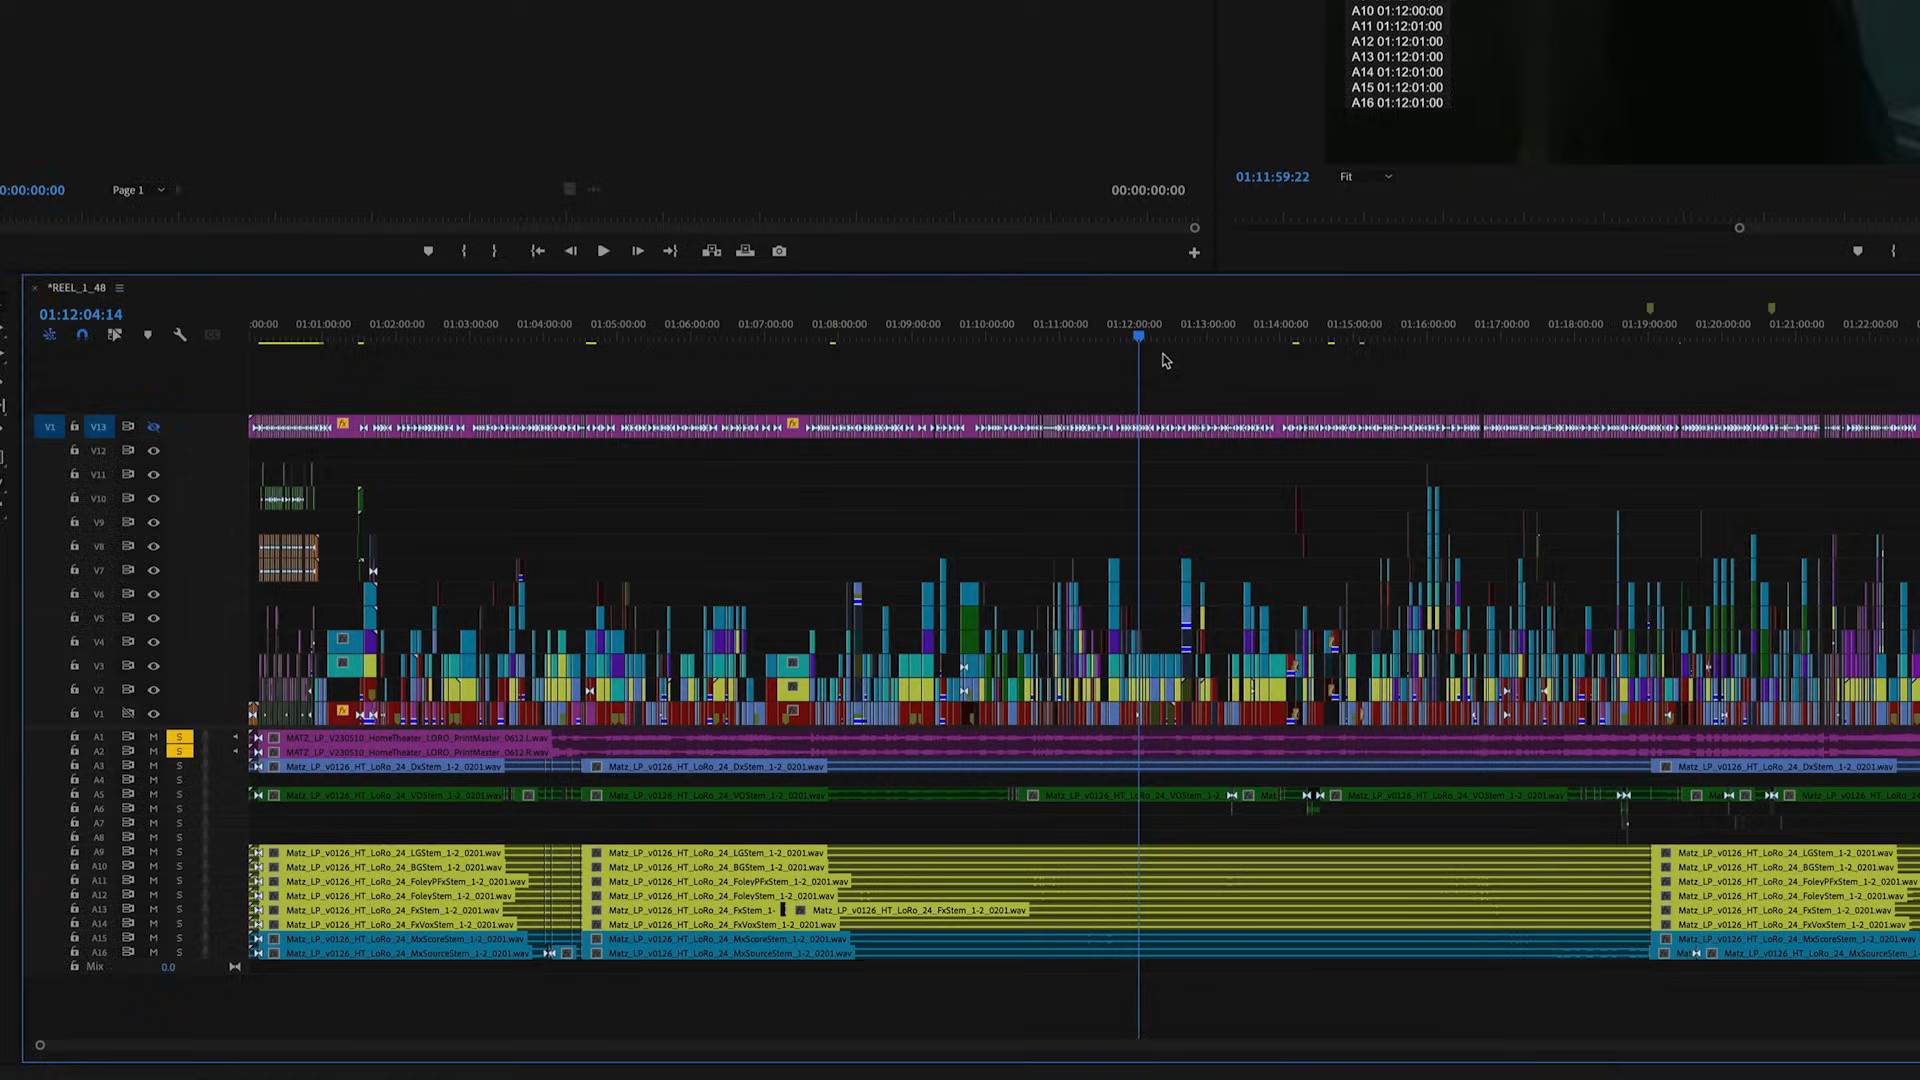 A10 01:12:00:00
A11 01:12:01:00
A12 01:12:01:00
A13 01:12:01:00
A14 01:12:01:00
A15 01:12:01:00
A16 01:12:01:00
0:00:00:00
Page 1
00:00:00:00
01:11:59:22
Fit
*REEL_1_48
01:12:04:14
:00:00 01:01:00:00 01:02:00:00 01:03:00:00 01:04:00:00 01:05:00:00 01:06:00:00 01:07:00:00 01:08:00:00 01:09:00:00 01:10:00:00 01:11:00:00 01:12:00:00 01:13:00:00 01:14:00:00 01:15:00:00 01:16:00:00 01:17:00:00 01:18:00:00 01:19:00:00 01:20:00:00 01:21:00:00 01:22:00:00
V1 V13 fx fx
V12
V11
V10
V9
V8
V7
V6
V5
V4
V3
V2
V1 fx
A1 M S MATZ_LP_V230510_HomeTheater_LORO_PrintMaster_0612.L.wav
A2 M S MATZ_LP_V230510_HomeTheater_LORO_PrintMaster_0612.R.wav
A3 M S Matz_LP_v0126_HT_LoRo_24_DxStem_1-2_0201.wav Matz_LP_v0126_HT_LoRo_24_DxStem_1-2_0201.wav Matz_LP_v0126_HT_LoRo_24_DxStem_1-2_0201.wav
A4 M S
A5 M S Matz_LP_v0126_HT_LoRo_24_VOStem_1-2_0201.wav Matz_LP_v0126_HT_LoRo_24_VOStem_1-2_0201.wav Matz_LP_v0126_HT_LoRo_24_VOStem_1-2 Mat Matz_LP_v0126_HT_LoRo_24_VOStem_1-2_0201.wav Ma Matz_LP_v0126_HT_LoRo_24
A6 M S
A7 M S
A8 M S
A9 M S Matz_LP_v0126_HT_LoRo_24_LGStem_1-2_0201.wav Matz_LP_v0126_HT_LoRo_24_LGStem_1-2_0201.wav Matz_LP_v0126_HT_LoRo_24_LGStem_1-2_0201.wav
A10 M S Matz_LP_v0126_HT_LoRo_24_BGStem_1-2_0201.wav Matz_LP_v0126_HT_LoRo_24_BGStem_1-2_0201.wav Matz_LP_v0126_HT_LoRo_24_BGStem_1-2_0201.wav
A11 M S Matz_LP_v0126_HT_LoRo_24_FoleyPFxStem_1-2_0201.wav Matz_LP_v0126_HT_LoRo_24_FoleyPFxStem_1-2_0201.wav Matz_LP_v0126_HT_LoRo_24_FoleyPFxStem_1-2_0201.wav
A12 M S Matz_LP_v0126_HT_LoRo_24_FoleyStem_1-2_0201.wav Matz_LP_v0126_HT_LoRo_24_FoleyStem_1-2_0201.wav Matz_LP_v0126_HT_LoRo_24_FoleyStem_1-2_0201.wav
A13 M S Matz_LP_v0126_HT_LoRo_24_FxStem_1-2_0201.wav Matz_LP_v0126_HT_LoRo_24_FxStem_1- Matz_LP_v0126_HT_LoRo_24_FxStem_1-2_0201.wav Matz_LP_v0126_HT_LoRo_24_FxStem_1-2_0201.wav
A14 M S Matz_LP_v0126_HT_LoRo_24_FxVoxStem_1-2_0201.wav Matz_LP_v0126_HT_LoRo_24_FxVoxStem_1-2_0201.wav Matz_LP_v0126_HT_LoRo_24_FxVoxStem_1-2_0201.wav
A15 M S Matz_LP_v0126_HT_LoRo_24_MxScoreStem_1-2_0201.wav Matz_LP_v0126_HT_LoRo_24_MxScoreStem_1-2_0201.wav Matz_LP_v0126_HT_LoRo_24_MxScoreStem_1-2_0201.wav
A16 M S Matz_LP_v0126_HT_LoRo_24_MxSourceStem_1-2_0201.wav Matz_LP_v0126_HT_LoRo_24_MxSourceStem_1-2_0201.wav Mat Matz_LP_v0126_HT_LoRo_24_MxSourceStem_1-2
Mix 0.0